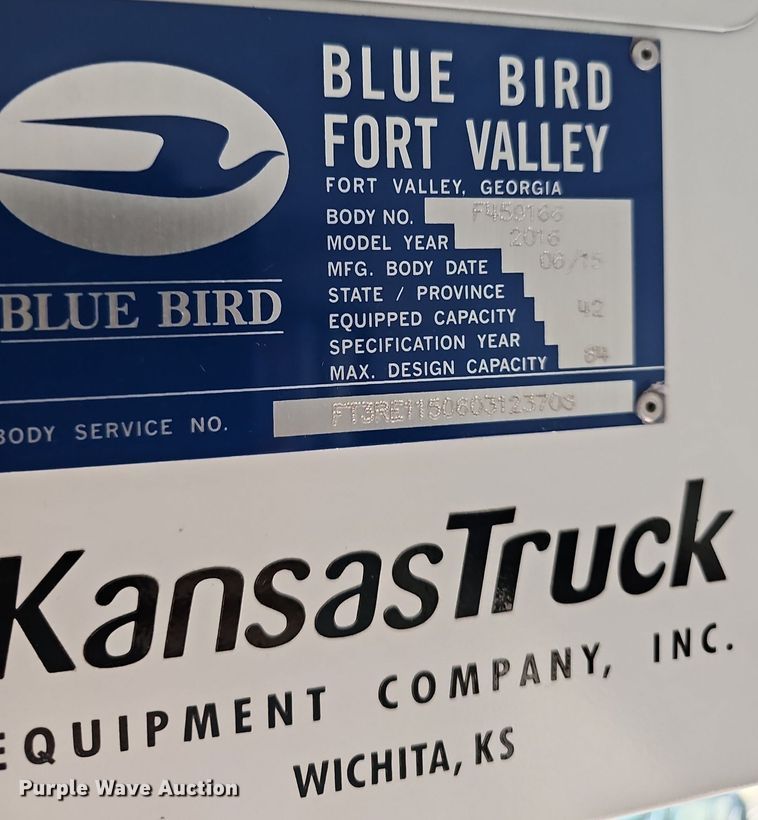 BLUE BIRD
FORT VALLEY
FORT VALLEY, GEORGIA
BODY NO. F450166
MODEL YEAR 2016
MFG. BODY DATE 06/15
STATE / PROVINCE
EQUIPPED CAPACITY 42
SPECIFICATION YEAR
MAX. DESIGN CAPACITY 64
BLUE BIRD
BODY SERVICE NO.
KansasTruck
EQUIPMENT COMPANY, INC.
WICHITA, KS
Purple Wave Auction